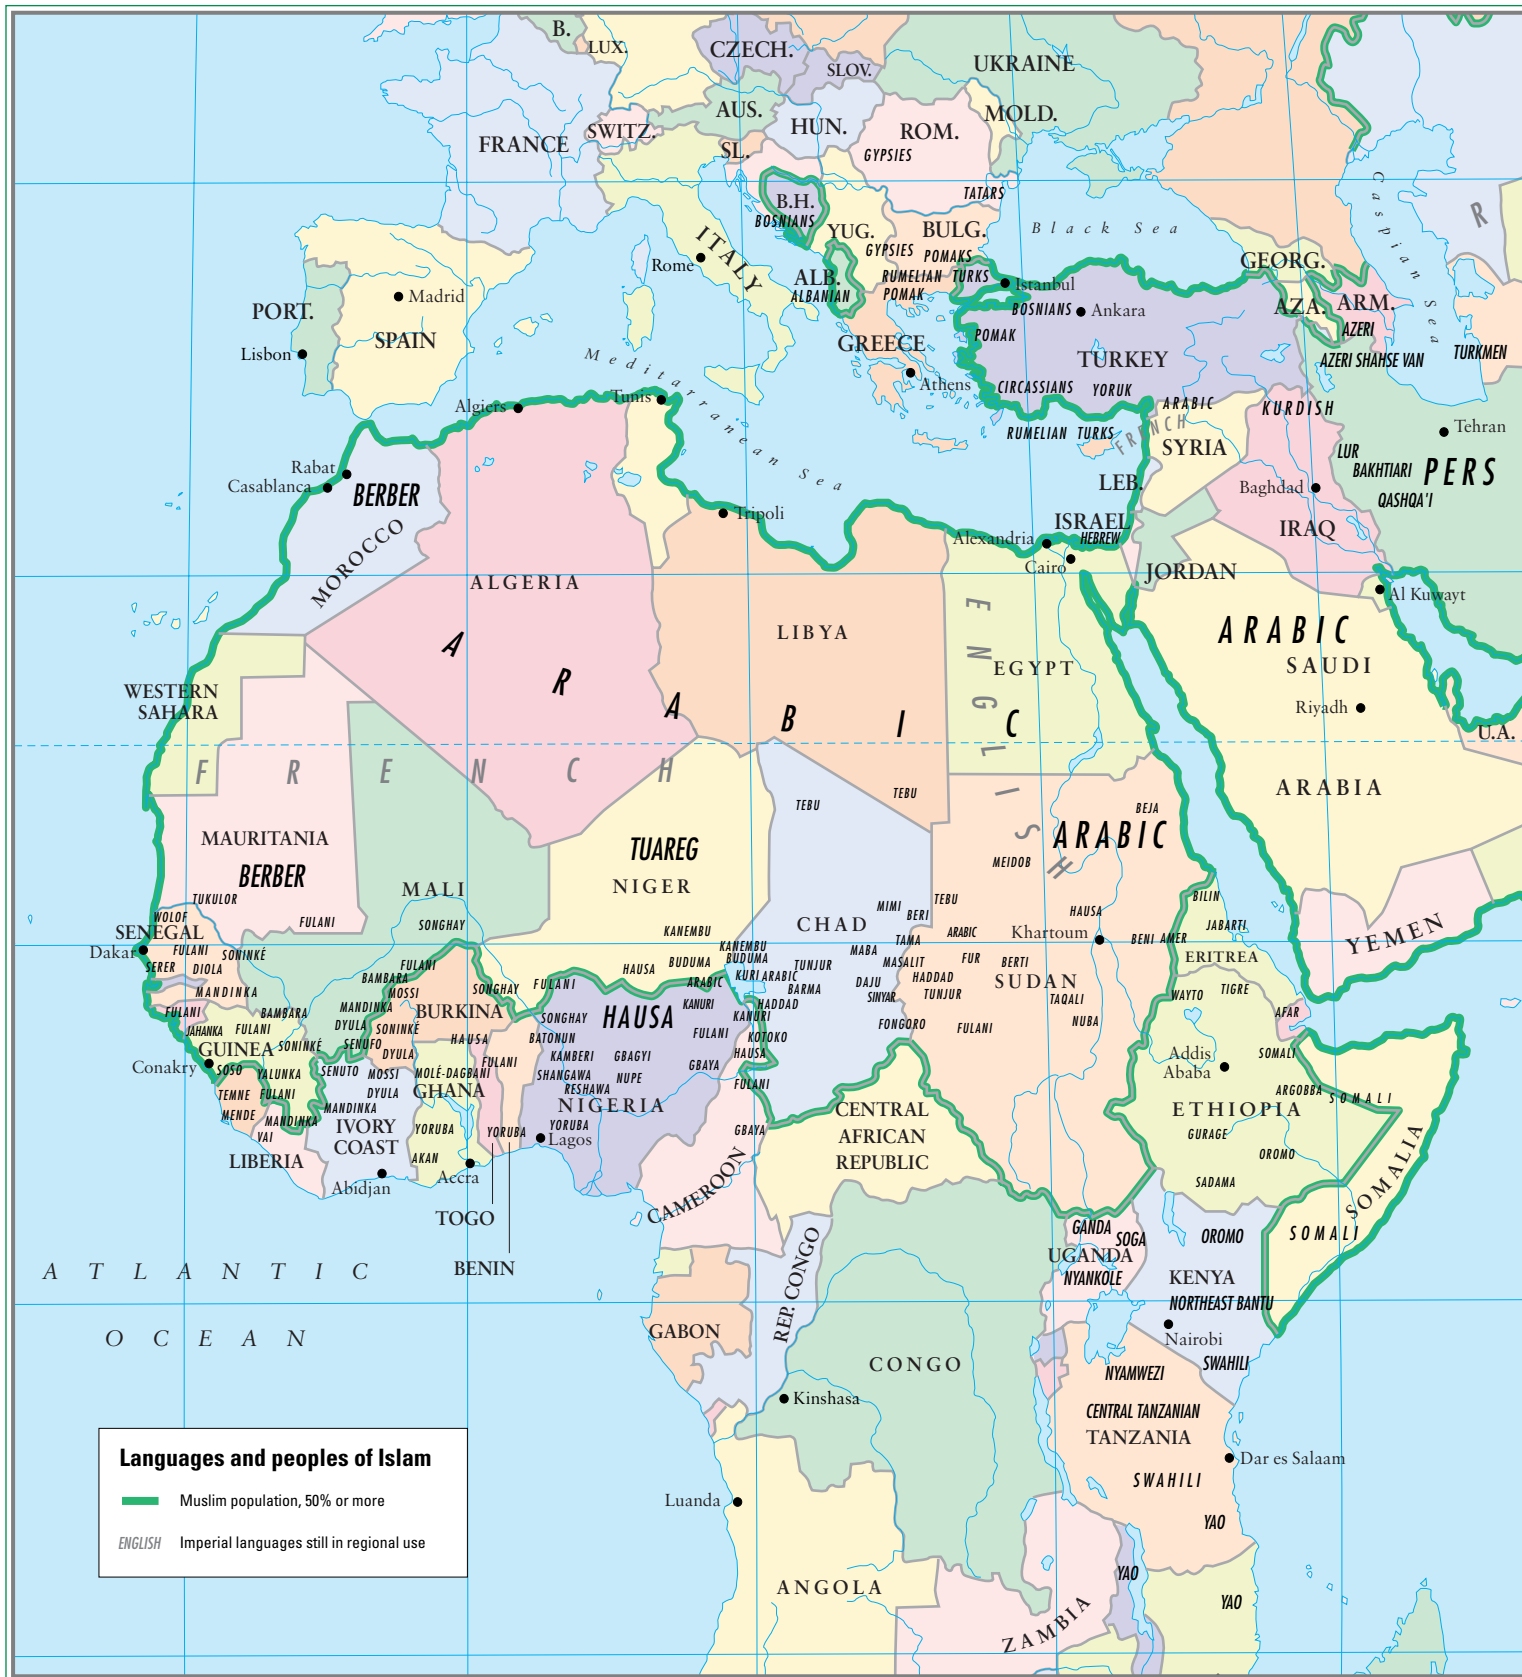 B.
LUX.
CZECH.
SLOV.
UKRAINE
AUS.
HUN.
MOLD.
ROM.
FRANCE
SWITZ.
SL.
GYPSIES
TATARS
B.H.
BOSNIANS
YUG.
GYPSIES
BULG.
POMAKS
Black Sea
Caspian Sea
R
ITALY
Rome
ALB.
ALBANIAN
RUMELIAN TURKS
POMAK
Istanbul
GEORG.
Madrid
PORT.
SPAIN
Lisbon
BOSNIANS
Ankara
AZA.
ARM.
AZERI
POMAK
GREECE
Athens
TURKEY
AZERI SHAHSE VAN
TURKMEN
Meditarranean Sea
CIRCASSIANS
YORUK
Algiers
Tunis
ARABIC
KURDISH
FRENCH
RUMELIAN TURKS
SYRIA
Tehran
LUR
BAKHTIARI
PERS
QASHQA'I
Rabat
Casablanca
BERBER
LEB.
Baghdad
Tripoli
ISRAEL
HEBREW
IRAQ
Alexandria
Cairo
MOROCCO
ALGERIA
JORDAN
Al Kuwayt
ENGLISH
ARABIC
LIBYA
ARABIC
SAUDI
EGYPT
WESTERN
SAHARA
Riyadh
U.A.
FRENCH
ARABIA
TEBU
TEBU
BEJA
MAURITANIA
BERBER
TUAREG
NIGER
ARABIC
MEIDOB
MALI
TUKULOR
WOLOF
FULANI
SONGHAY
SENEGAL
Dakar
FULANI
SONINKÉ
SERER
DIOLA
MANDINKA
KANEMBU
CHAD
MIMI
BERI
TEBU
HAUSA
BILIN
JABARTI
Khartoum
BENI AMER
YEMEN
ERITREA
KANEMBU
BUDUMA
BUDUMA
HAUSA
MABA
TAMA
ARABIC
MASALIT
FUR
BERTI
SUDAN
TUNJUR
KURI ARABIC
BARMA
DAJU
SINYAR
HADDAD
TUNJUR
TAQALI
NUBA
WAYTO
TIGRE
AFAR
FULANI
BAMBARA
MOSSI
SONGHAY
FULANI
ARABIC
FULANI
BAMBARA
MANDINKA
BURKINA
JAHANKA
FULANI
GUINEA
SONINKÉ
DYULA
SENUFO
SONINKÉ
DYULA
HAUSA
SONGHAY
HAUSA
KANURI
HADDAD
KANURI
FONGORO
FULANI
BATONUN
FULANI
KOTOKO
Conakry
SOSO
YALUNKA
SENUTO
MOSSI
MOLÉ-DAGBANI
FULANI
KAMBERI
GBAGYI
SHANGAWA
NUPE
RESHAWA
GBAYA
HAUSA
FULANI
Addis
Ababa
SOMALI
TEMNE
FULANI
MENDE
MANDINKA
VAI
DYULA
GHANA
MANDINKA
IVORY
COAST
NIGERIA
YORUBA
Lagos
YORUBA
YORUBA
GBAYA
CENTRAL
AFRICAN
REPUBLIC
ARGOBBA
SOMALI
ETHIOPIA
GURAGE
OROMO
SADAMA
LIBERIA
AKAN
Accra
Abidjan
TOGO
BENIN
CAMEROON
SOMALIA
SOMALI
GANDA
SOGA
UGANDA
NYANKOLE
OROMO
KENYA
NORTHEAST BANTU
Nairobi
SWAHILI
ATLANTIC
OCEAN
REP. CONGO
GABON
CONGO
NYAMWEZI
Kinshasa
CENTRAL TANZANIAN
TANZANIA
Dar es Salaam
SWAHILI
Luanda
YAO
YAO
YAO
ANGOLA
ZAMBIA
Languages and peoples of Islam
Muslim population, 50% or more
ENGLISH Imperial languages still in regional use